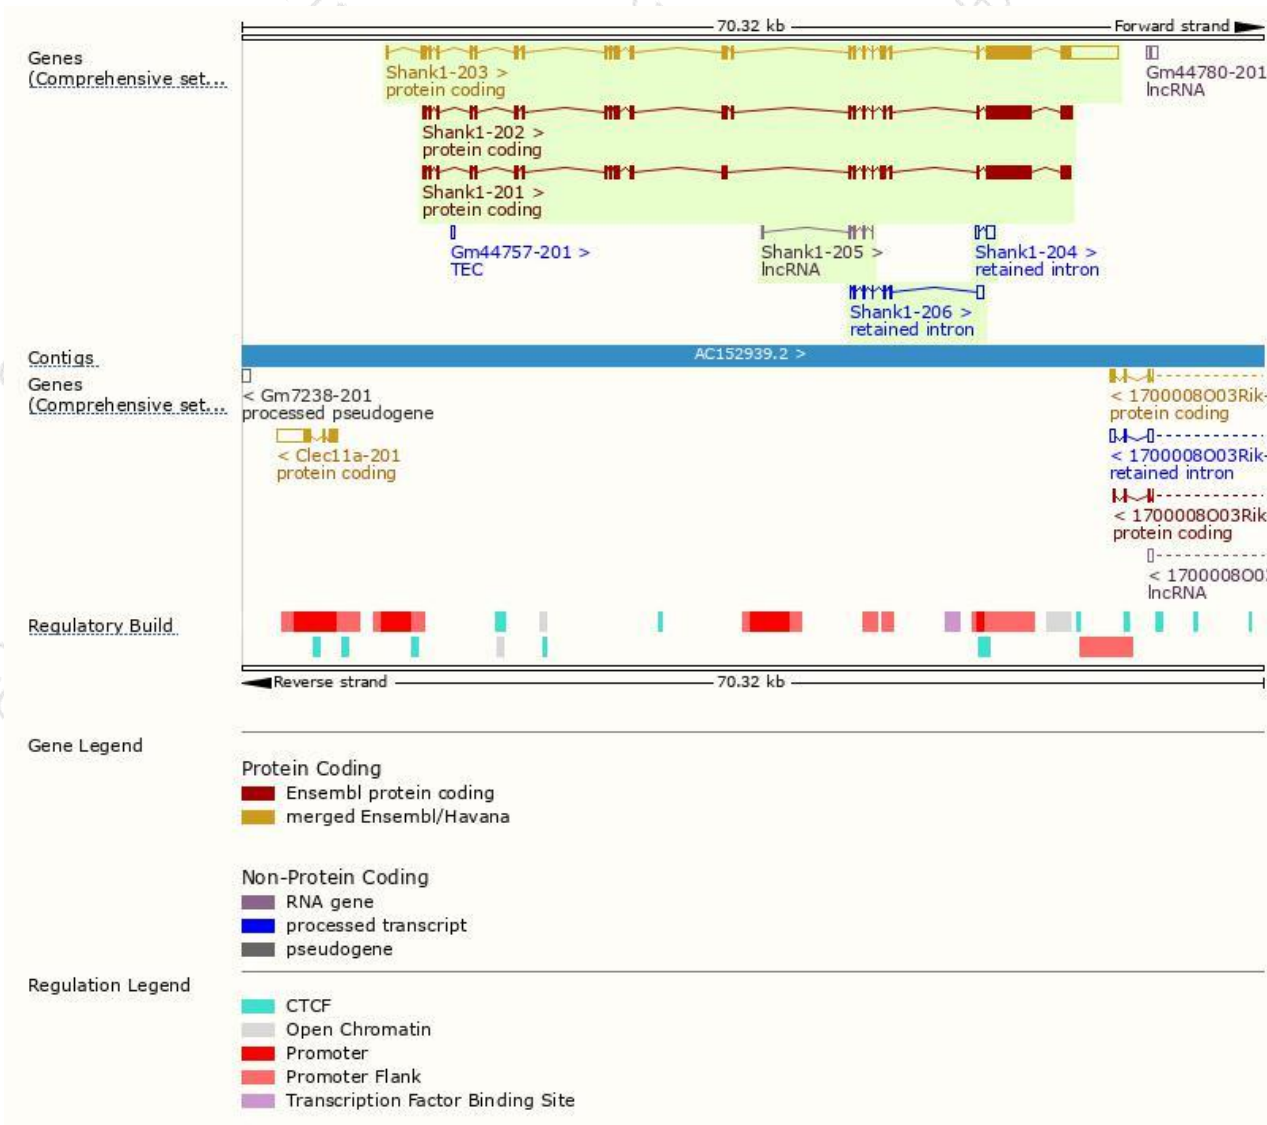 70.32 kb Forward strand
Genes
(Comprehensive set...
Shank1-203 >
protein coding
Gm44780-201
lncRNA
Shank1-202 >
protein coding
Shank1-201 >
protein coding
Gm44757-201 >
TEC
Shank1-205 >
lncRNA
Shank1-204 >
retained intron
Shank1-206 >
retained intron
Contigs
AC152939.2 >
Genes
(Comprehensive set...
< Gm7238-201
processed pseudogene
< 1700008O03Rik-
protein coding
< Clec11a-201
protein coding
< 1700008O03Rik-
retained intron
< 1700008O03Rik
protein coding
< 1700008O03
lncRNA
Regulatory Build
Reverse strand 70.32 kb
Gene Legend
Protein Coding
Ensembl protein coding
merged Ensembl/Havana
Non-Protein Coding
RNA gene
processed transcript
pseudogene
Regulation Legend
CTCF
Open Chromatin
Promoter
Promoter Flank
Transcription Factor Binding Site